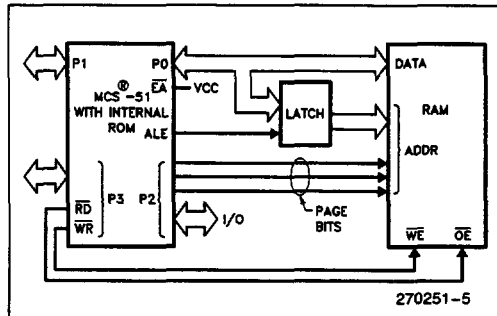 P1
P0
DATA
®
MCS -51
WITH INTERNAL
ROM
EA
VCC
LATCH
RAM
ALE
ADDR
P3
P2
RD
WR
I/O
PAGE
BITS
WE
OE
270251-5